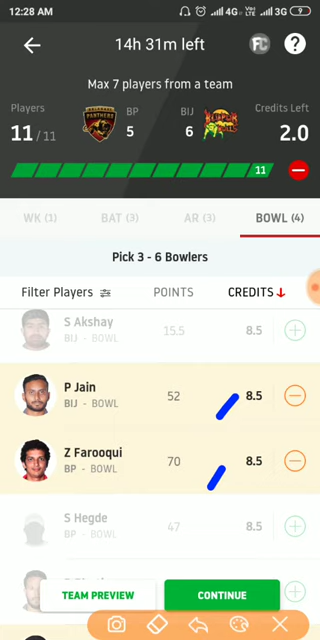 12:28 AM 4G VoLTE 3G 9
14h 31m left FC ?
Max 7 players from a team
Players BP BIJ Credits Left
11/11 5 6 2.0
11
WK (1) BAT (3) AR (3) BOWL (4)
Pick 3 - 6 Bowlers
Filter Players POINTS CREDITS
S Akshay
BIJ - BOWL 15.5 8.5
P Jain
BIJ - BOWL 52 8.5
Z Farooqui
BP - BOWL 70 8.5
S Hegde
BP - BOWL 47 8.5
TEAM PREVIEW CONTINUE